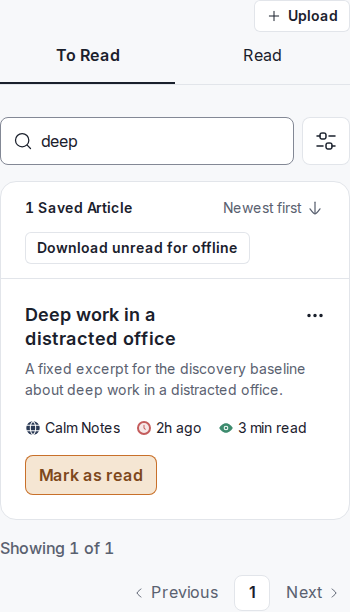 Upload
To Read Read
deep
1 Saved Article Newest first
Download unread for offline
Deep work in a
distracted office
A fixed excerpt for the discovery baseline
about deep work in a distracted office.
Calm Notes 2h ago 3 min read
Mark as read
Showing 1 of 1
Previous 1 Next